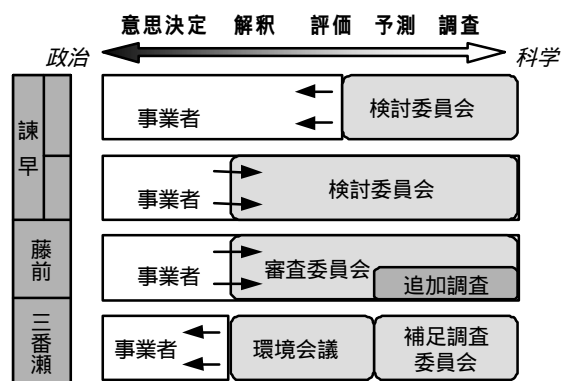 意思決定 解釈 評価 予測 調査
政治 科学
諫早
事業者 検討委員会
事業者 検討委員会
藤前
事業者 審査委員会
追加調査
三番瀬
事業者 環境会議 補足調査
委員会